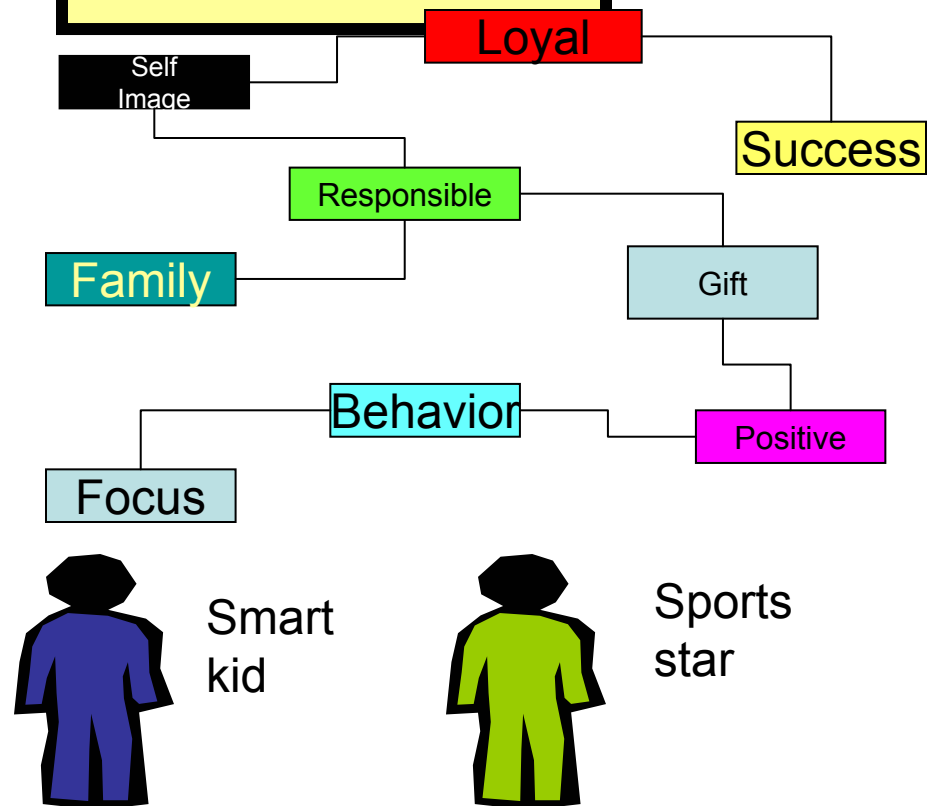 Loyal
Self
Image
Success
Responsible
Family
Gift
Behavior
Positive
Focus
Smart
kid
Sports
star